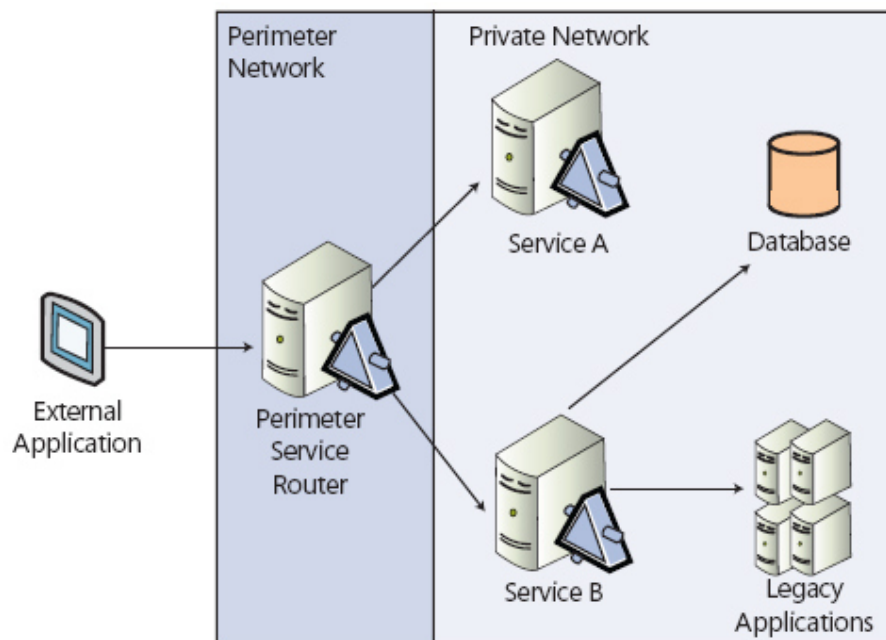 Perimeter
Network
Private Network
Service A
Database
External
Application
Perimeter
Service
Router
Service B
Legacy
Applications